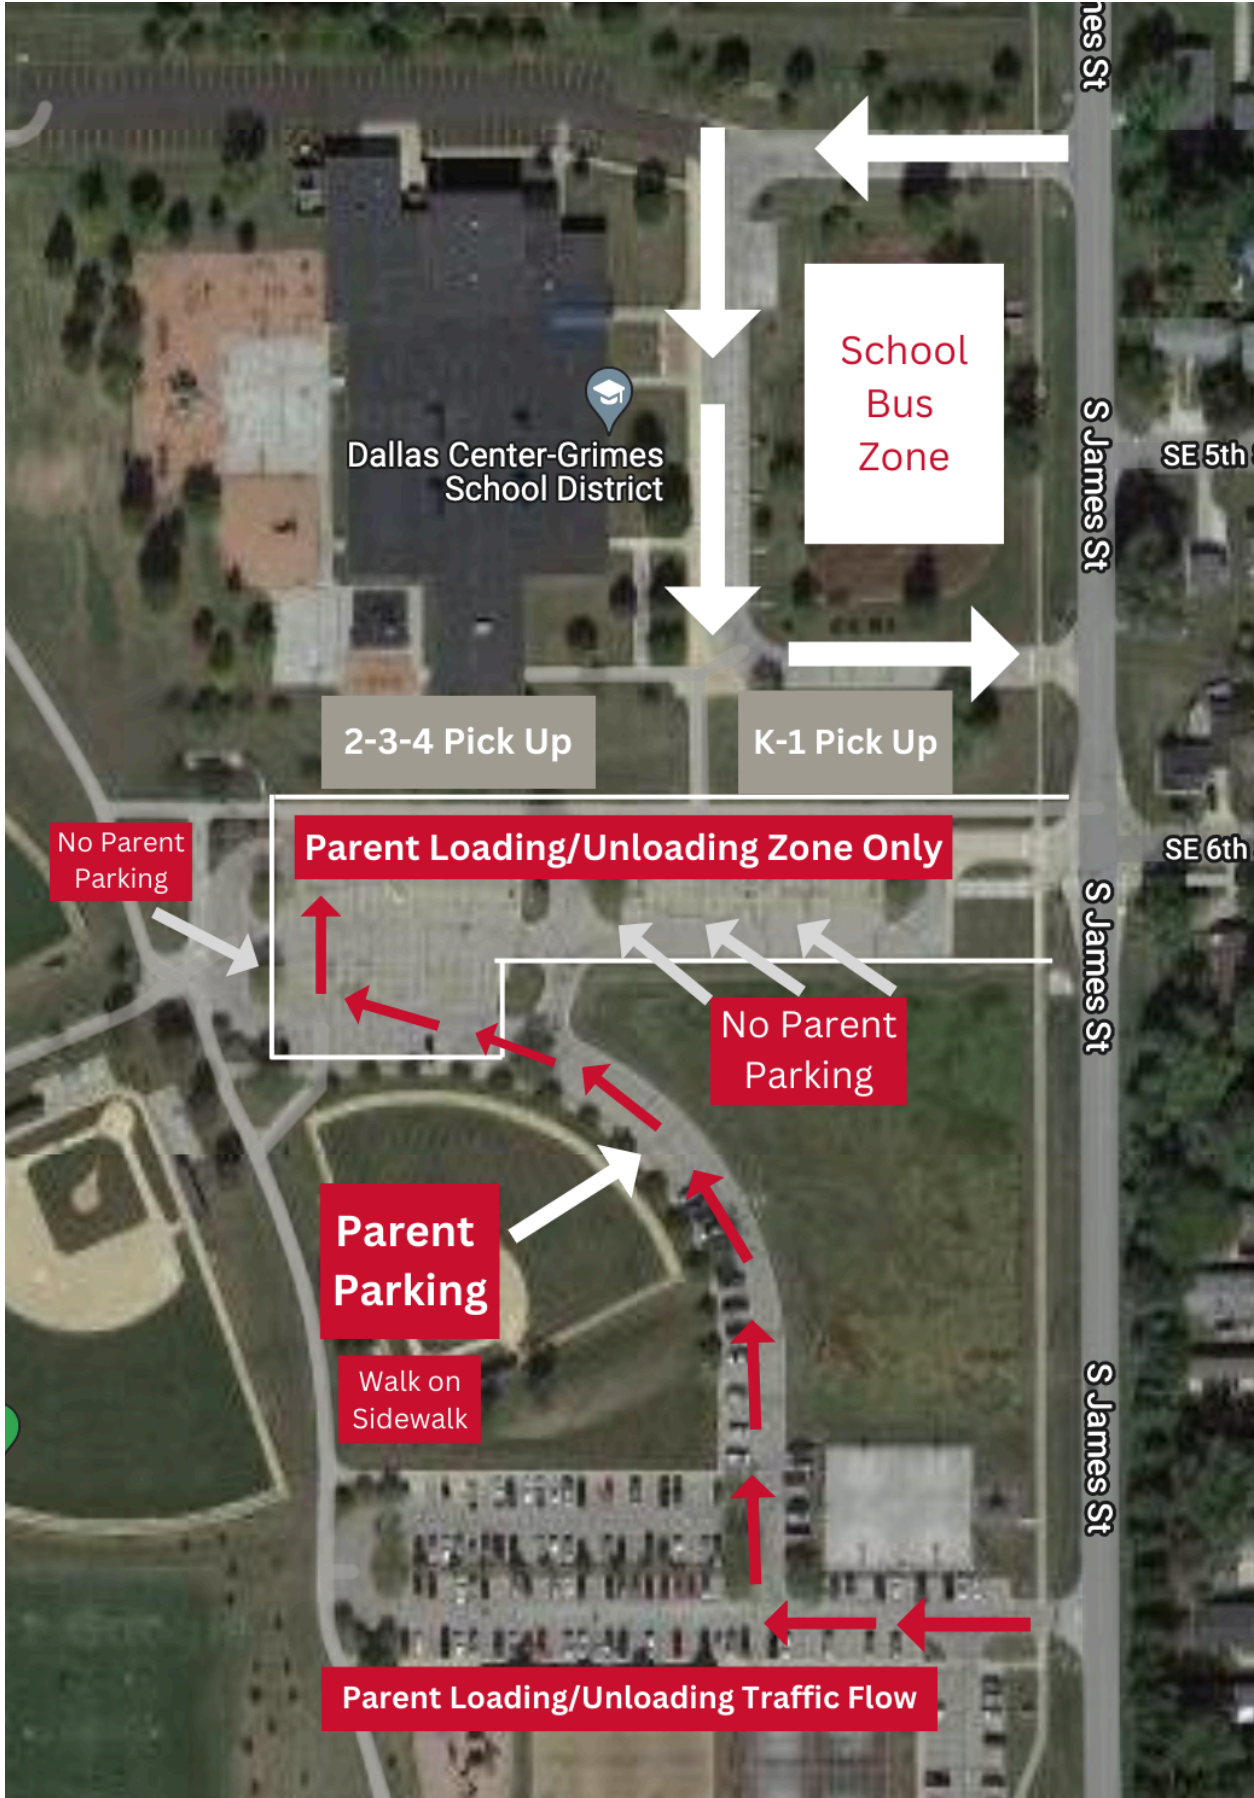 mes St
School
Bus
Zone
S James St
SE 5th
Dallas Center-Grimes
School District
2-3-4 Pick Up
K-1 Pick Up
No Parent
Parking
Parent Loading/Unloading Zone Only
SE 6th
S James St
No Parent
Parking
Parent
Parking
Walk on
Sidewalk
S James St
Parent Loading/Unloading Traffic Flow